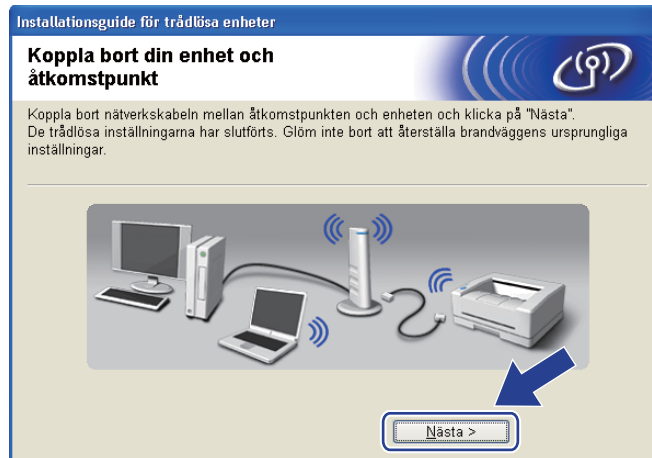 Installationsguide för trådlösa enheter
Koppla bort din enhet och
åtkomstpunkt
Koppla bort nätverkskabeln mellan åtkomstpunkten och enheten och klicka på "Nästa".
De trådlösa inställningarna har slutförts. Glöm inte bort att återställa brandväggens ursprungliga
inställningar.
Nästa >